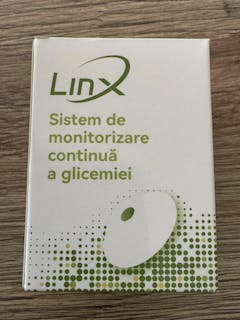 LinX
Sistem de
monitorizare
continuă
a glicemiei